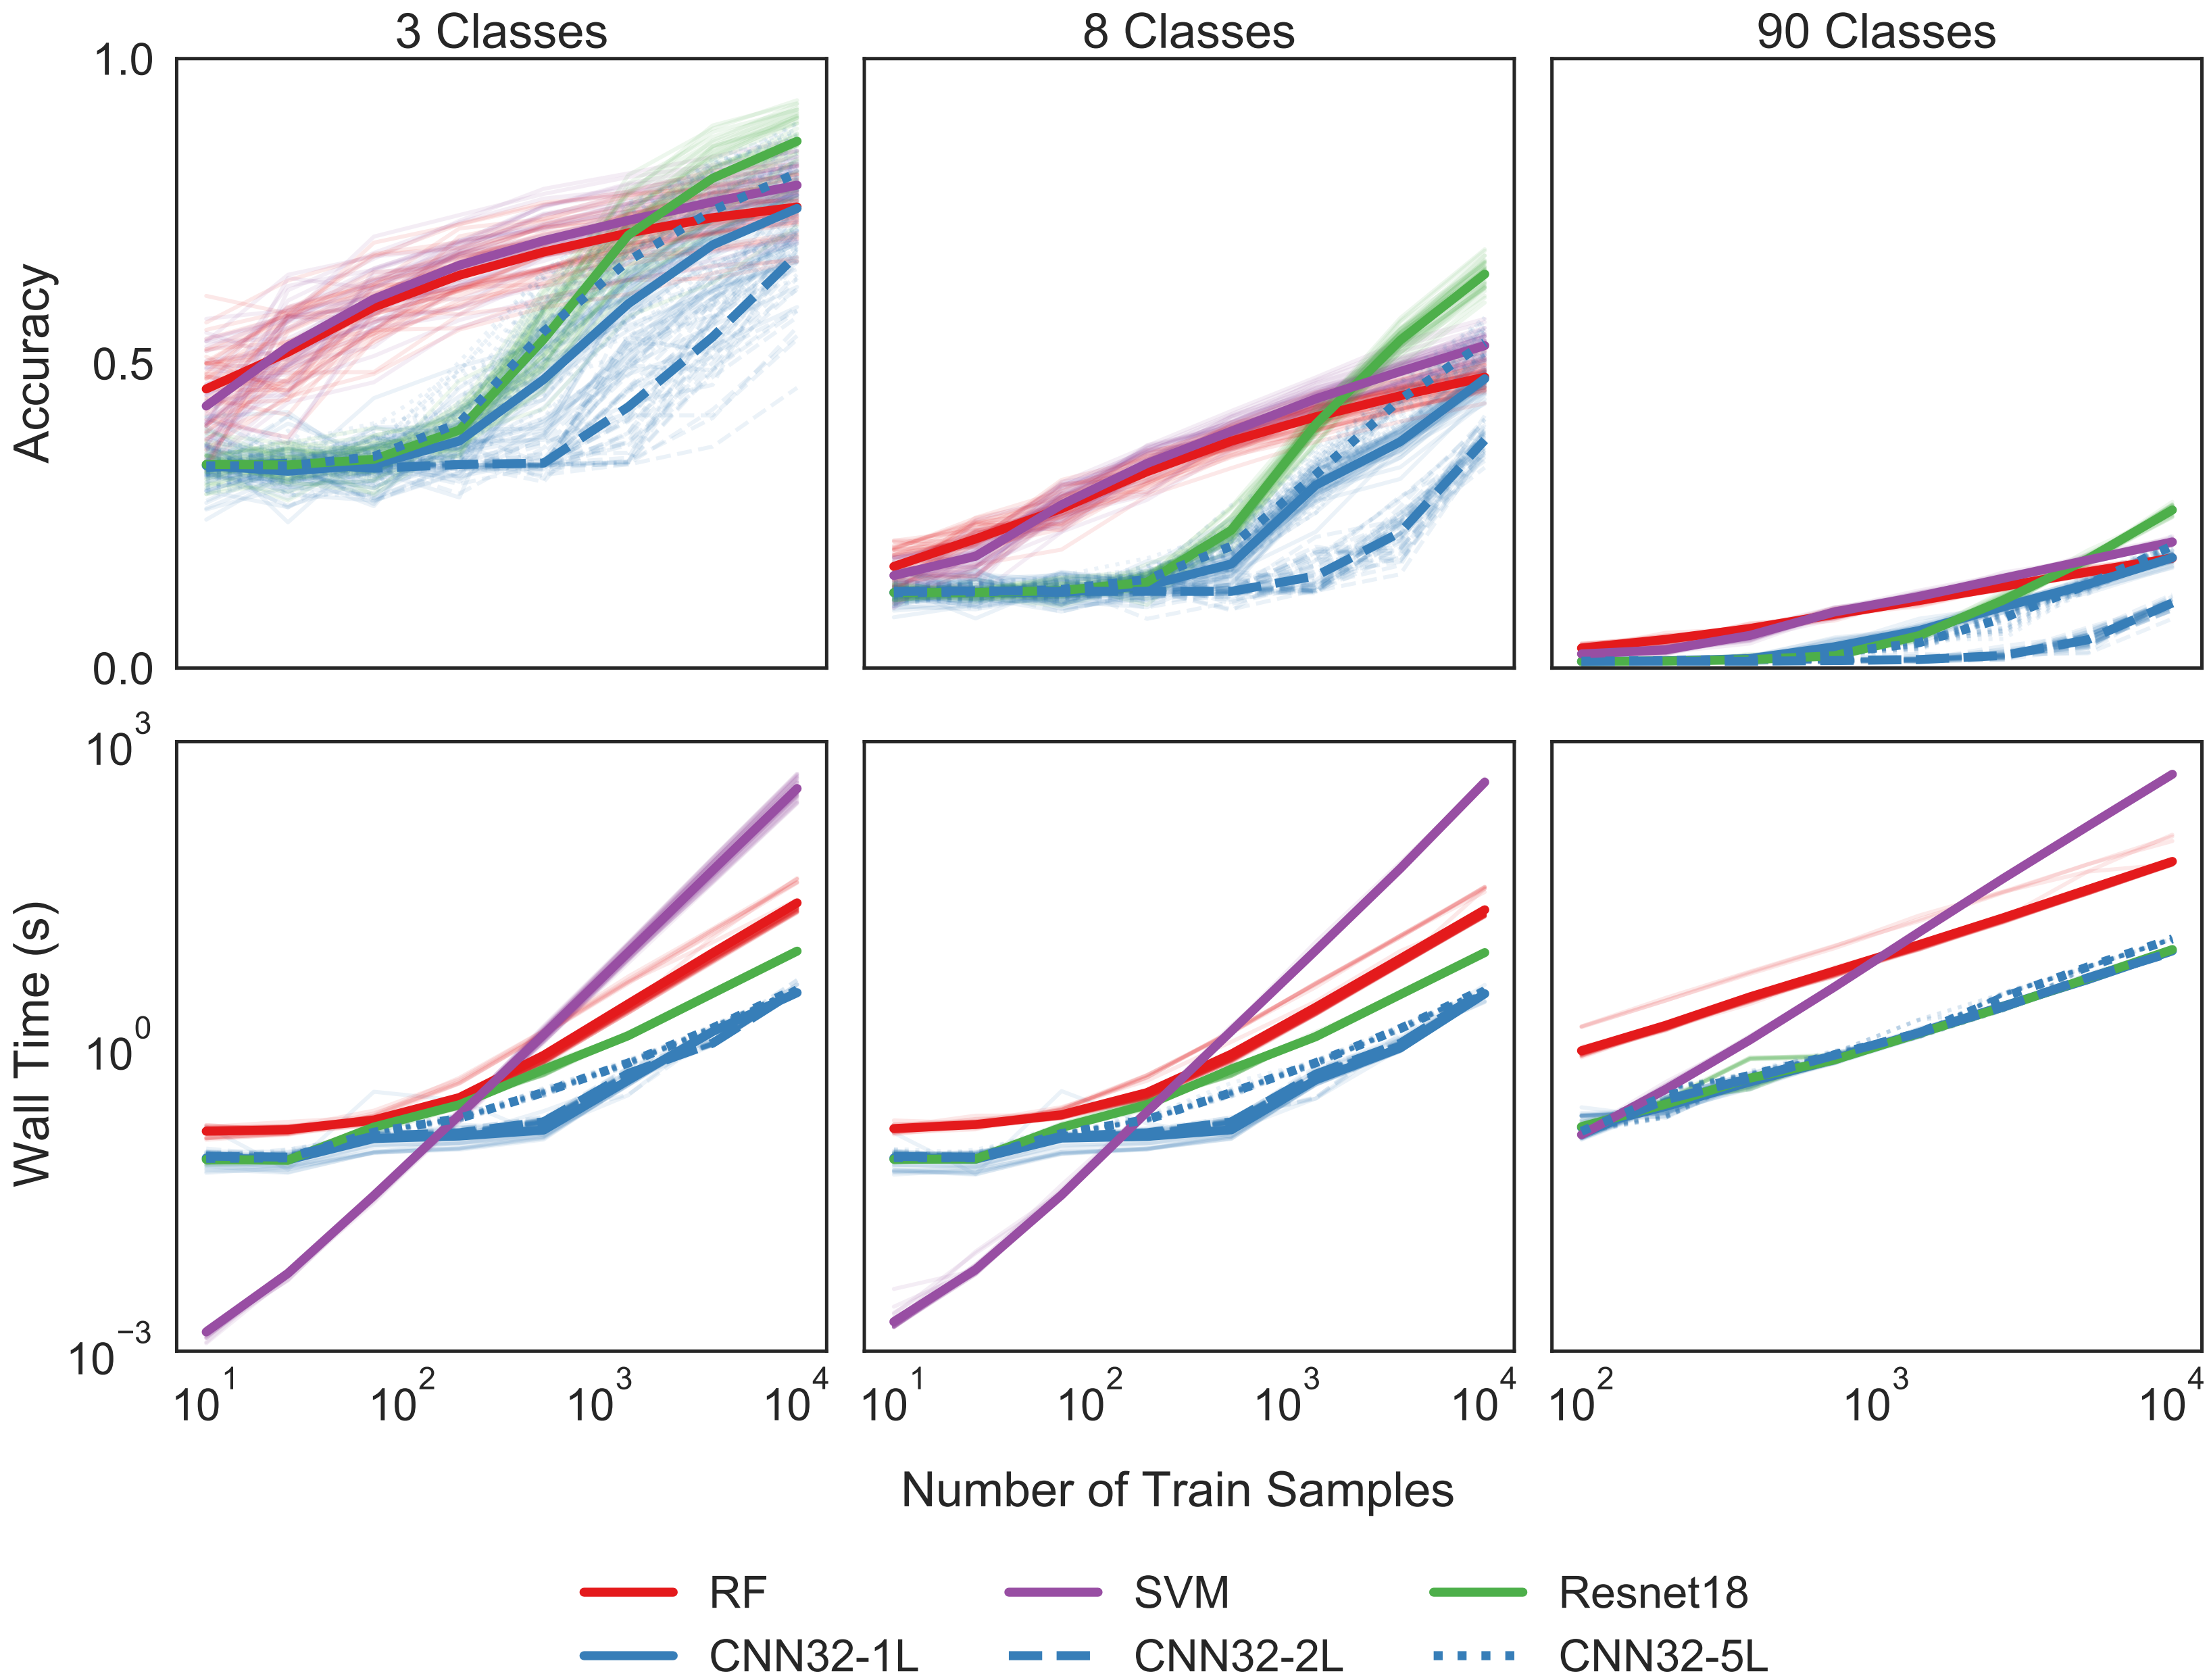 3 Classes 8 Classes 90 Classes
1.0
0.5
0.0
Accuracy
10^3
10^0
10^−3
Wall Time (s)
10^1 10^2 10^3 10^4 10^1 10^2 10^3 10^4 10^2 10^3 10^4
Number of Train Samples
RF SVM Resnet18
CNN32-1L CNN32-2L CNN32-5L